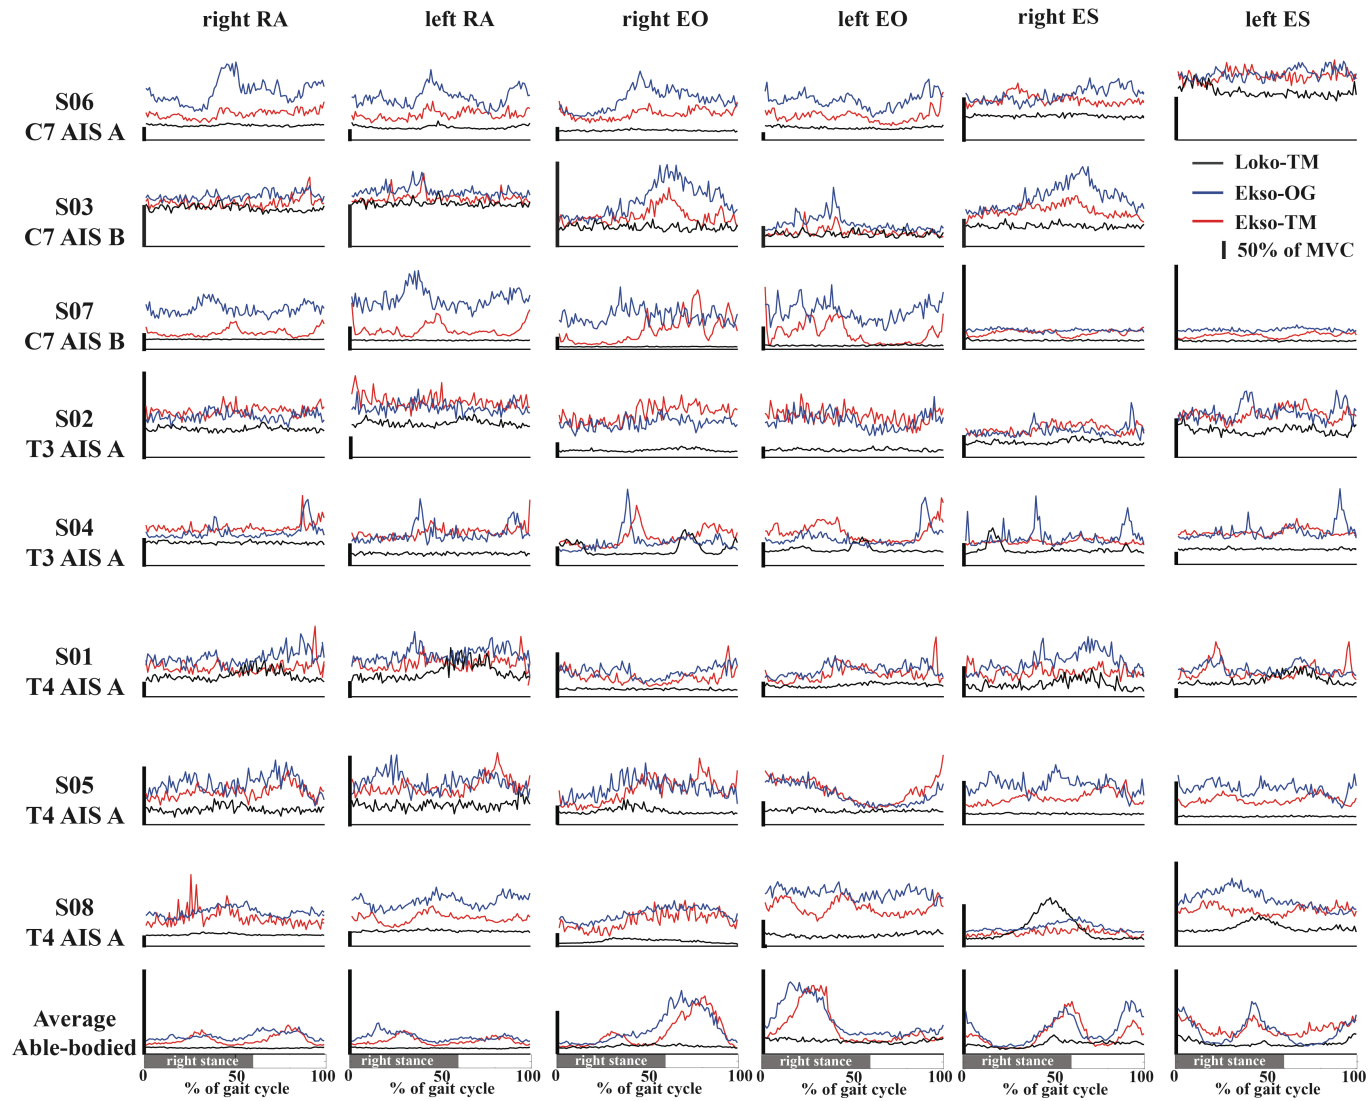 right RA left RA right EO left EO right ES left ES
S06
C7 AIS A
Loko-TM
Ekso-OG
Ekso-TM
50% of MVC
S03
C7 AIS B
S07
C7 AIS B
S02
T3 AIS A
S04
T3 AIS A
S01
T4 AIS A
S05
T4 AIS A
S08
T4 AIS A
Average
Able-bodied
right stance right stance right stance right stance right stance right stance
0 50 100 0 50 100 0 50 100 0 50 100 0 50 100 0 50 100
% of gait cycle % of gait cycle % of gait cycle % of gait cycle % of gait cycle % of gait cycle